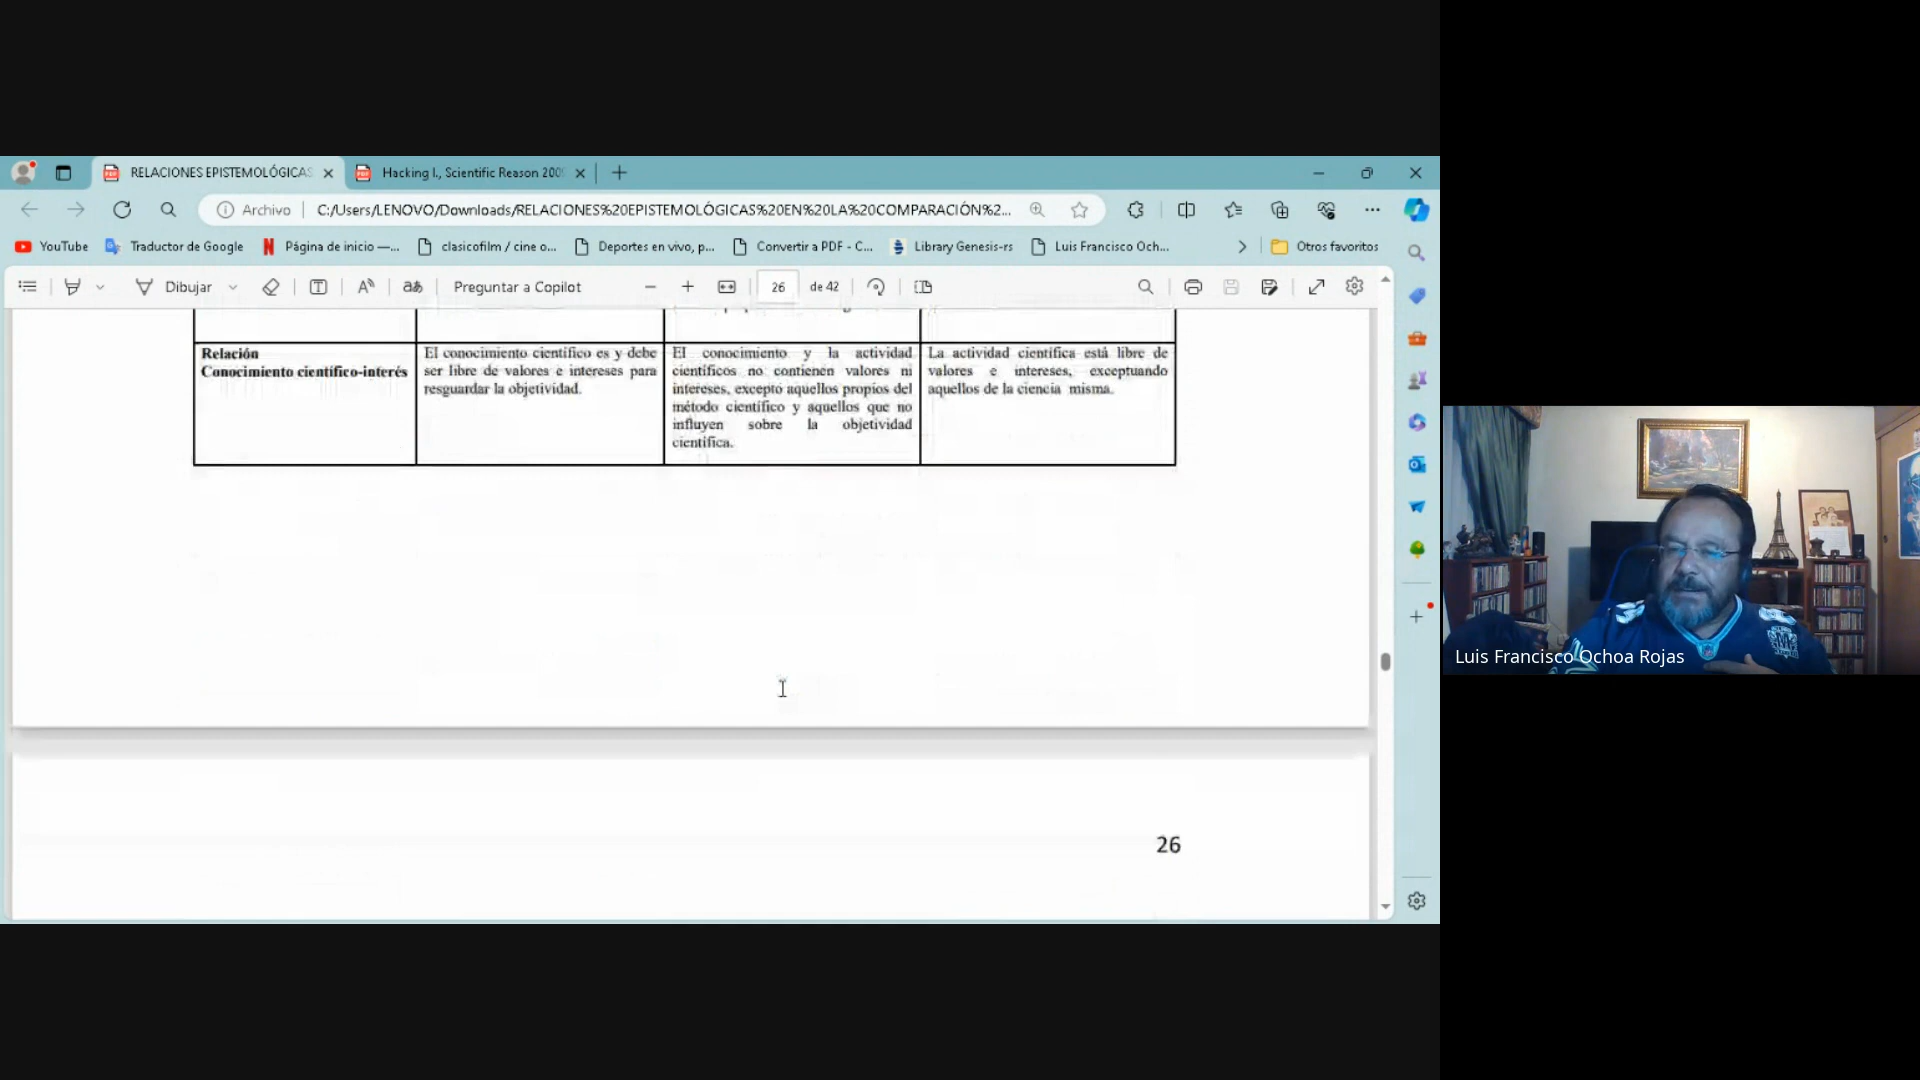 RELACIONES EPISTEMOLÓGICAS
Hacking I., Scientific Reason 200
Archivo
C:/Users/LENOVO/Downloads/RELACIONES%20EPISTEMOLÓGICAS%20EN%20LA%20COMPARACIÓN%2...
YouTube
Traductor de Google
Página de inicio —...
clasicofilm / cine o...
Deportes en vivo, p...
Convertir a PDF - C...
Library Genesis-rs
Luis Francisco Och...
Otros favoritos
Dibujar
aあ
Preguntar a Copilot
26
de 42
Relación
Conocimiento científico-interés
El conocimiento científico es y debe
ser libre de valores e intereses para
resguardar la objetividad.
El conocimiento y la actividad
científicos no contienen valores ni
intereses, excepto aquellos propios del
método científico y aquellos que no
influyen sobre la objetividad
científica.
La actividad científica está libre de
valores e intereses, exceptuando
aquellos de la ciencia misma.
26
Luis Francisco Ochoa Rojas